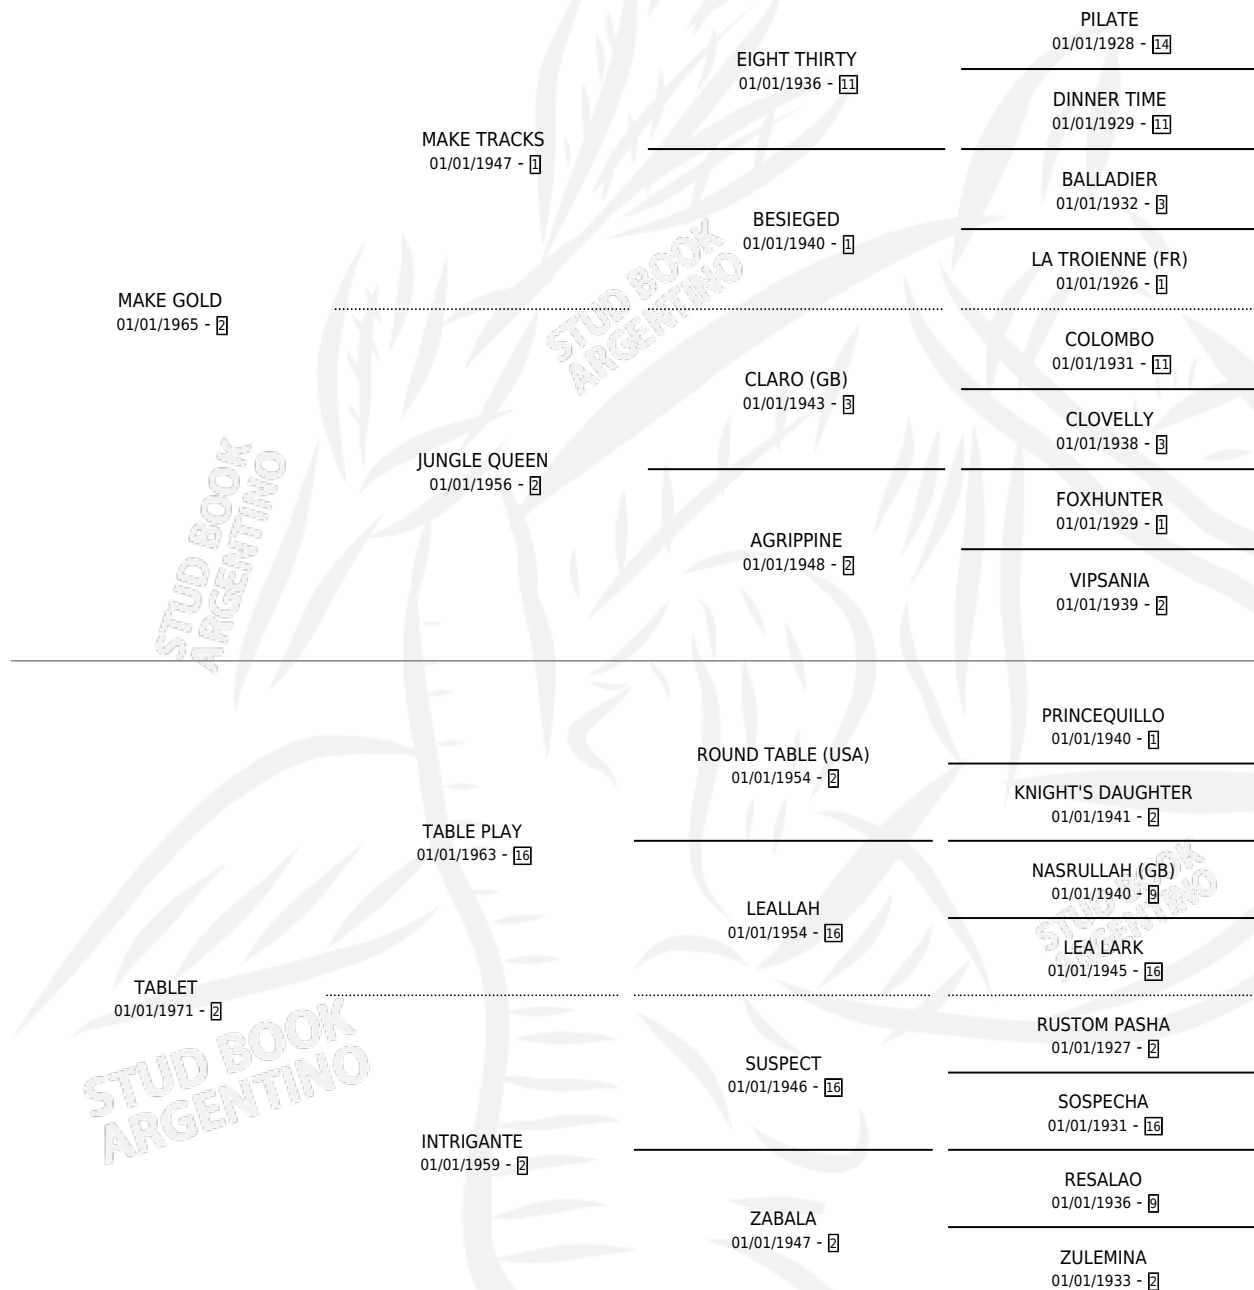 PILATE
01/01/1928 - 14
EIGHT THIRTY
01/01/1936 - 11
DINNER TIME
01/01/1929 - 11
MAKE TRACKS
01/01/1947 - 1
BALLADIER
01/01/1932 - 3
BESIEGED
01/01/1940 - 1
LA TROIENNE (FR)
01/01/1926 - 1
MAKE GOLD
01/01/1965 - 2
STUD BOOK
ARGENTINO
COLOMBO
01/01/1931 - 11
CLARO (GB)
01/01/1943 - 3
CLOVELLY
01/01/1938 - 3
JUNGLE QUEEN
01/01/1956 - 2
FOXHUNTER
01/01/1929 - 1
AGRIPPINE
01/01/1948 - 2
VIPSANIA
01/01/1939 - 2
STUD BOOK
ARGENTINO
PRINCEQUILLO
01/01/1940 - 1
ROUND TABLE (USA)
01/01/1954 - 2
KNIGHT'S DAUGHTER
01/01/1941 - 2
TABLE PLAY
01/01/1963 - 16
NASRULLAH (GB)
01/01/1940 - 9
LEALLAH
01/01/1954 - 16
LEA LARK
01/01/1945 - 16
STUD BOOK
ARGENTINO
TABLET
01/01/1971 - 2
STUD BOOK
ARGENTINO
RUSTOM PASHA
01/01/1927 - 2
SUSPECT
01/01/1946 - 16
SOSPECHA
01/01/1931 - 16
INTRIGANTE
01/01/1959 - 2
RESALAO
01/01/1936 - 9
ZABALA
01/01/1947 - 2
ZULEMINA
01/01/1933 - 2